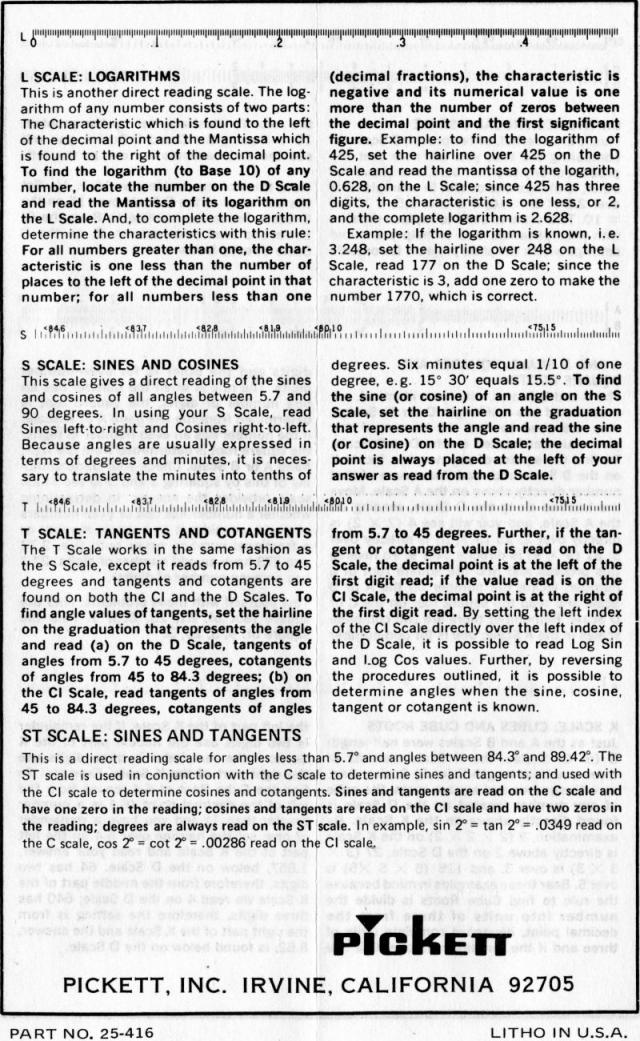 L 0 .1 .2 .3 .4
L SCALE: LOGARITHMS
This is another direct reading scale. The log-
arithm of any number consists of two parts:
The Characteristic which is found to the left
of the decimal point and the Mantissa which
is found to the right of the decimal point.
To find the logarithm (to Base 10) of any
number, locate the number on the D Scale
and read the Mantissa of its logarithm on
the L Scale. And, to complete the logarithm,
determine the characteristics with this rule:
For all numbers greater than one, the char-
acteristic is one less than the number of
places to the left of the decimal point in that
number; for all numbers less than one
(decimal fractions), the characteristic is
negative and its numerical value is one
more than the number of zeros between
the decimal point and the first significant
figure. Example: to find the logarithm of
425, set the hairline over 425 on the D
Scale and read the mantissa of the logarith,
0.628, on the L Scale; since 425 has three
digits, the characteristic is one less, or 2,
and the complete logarithm is 2.628.
Example: If the logarithm is known, i.e.
3.248, set the hairline over 248 on the L
Scale, read 177 on the D Scale; since the
characteristic is 3, add one zero to make the
number 1770, which is correct.
S <84,6 <83,7 <82,8 <81,9 <80,10 <75,15
S SCALE: SINES AND COSINES
This scale gives a direct reading of the sines
and cosines of all angles between 5.7 and
90 degrees. In using your S Scale, read
Sines left-to-right and Cosines right-to-left.
Because angles are usually expressed in
terms of degrees and minutes, it is neces-
sary to translate the minutes into tenths of
degrees. Six minutes equal 1/10 of one
degree, e.g. 15° 30' equals 15.5°. To find
the sine (or cosine) of an angle on the S
Scale, set the hairline on the graduation
that represents the angle and read the sine
(or Cosine) on the D Scale; the decimal
point is always placed at the left of your
answer as read from the D Scale.
T <84,6 <83,7 <82,8 <81,9 <80,10 <75,15
T SCALE: TANGENTS AND COTANGENTS
The T Scale works in the same fashion as
the S Scale, except it reads from 5.7 to 45
degrees and tangents and cotangents are
found on both the CI and the D Scales. To
find angle values of tangents, set the hairline
on the graduation that represents the angle
and read (a) on the D Scale, tangents of
angles from 5.7 to 45 degrees, cotangents
of angles from 45 to 84.3 degrees; (b) on
the CI Scale, read tangents of angles from
45 to 84.3 degrees, cotangents of angles
from 5.7 to 45 degrees. Further, if the tan-
gent or cotangent value is read on the D
Scale, the decimal point is at the left of the
first digit read; if the value read is on the
CI Scale, the decimal point is at the right of
the first digit read. By setting the left index
of the CI Scale directly over the left index of
the D Scale, it is possible to read Log Sin
and Log Cos values. Further, by reversing
the procedures outlined, it is possible to
determine angles when the sine, cosine,
tangent or cotangent is known.
ST SCALE: SINES AND TANGENTS
This is a direct reading scale for angles less than 5.7° and angles between 84.3° and 89.42°. The
ST scale is used in conjunction with the C scale to determine sines and tangents; and used with
the CI scale to determine cosines and cotangents. Sines and tangents are read on the C scale and
have one zero in the reading; cosines and tangents are read on the CI scale and have two zeros in
the reading; degrees are always read on the ST scale. In example, sin 2° = tan 2° = .0349 read on
the C scale, cos 2° = cot 2° = .00286 read on the CI scale.
PICKETT
PICKETT, INC. IRVINE, CALIFORNIA 92705
PART NO. 25-416
LITHO IN U.S.A.